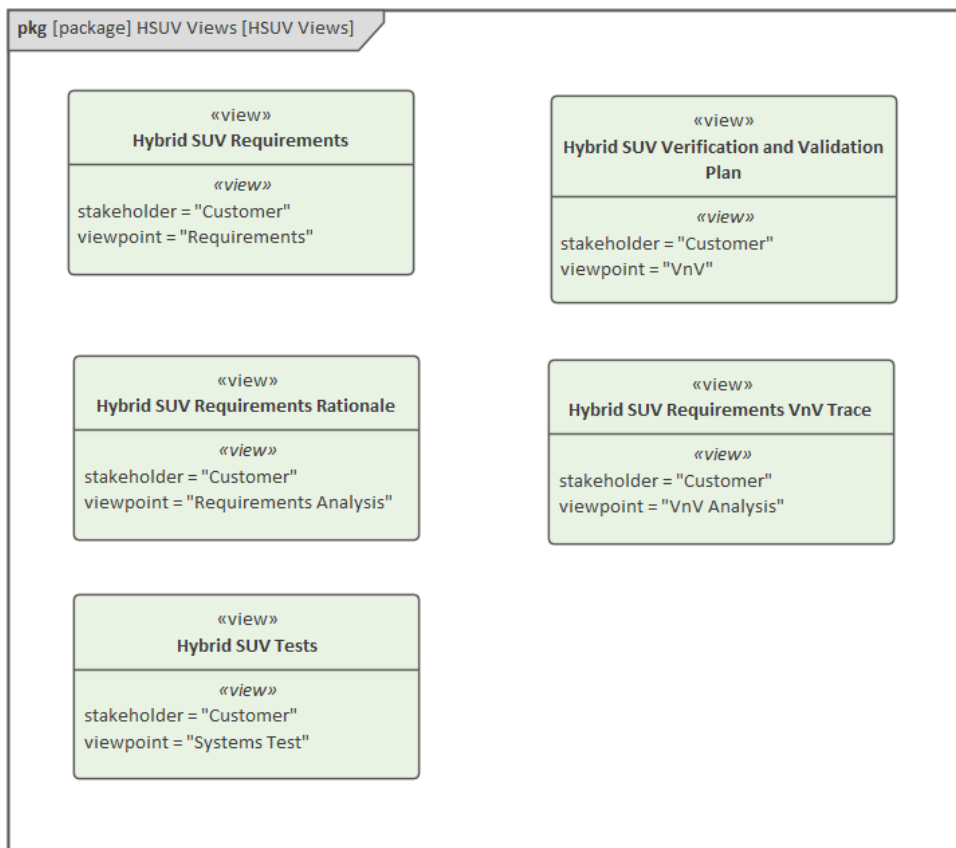 pkg [package] HSUV Views [HSUV Views]
«view»
Hybrid SUV Requirements
«view»
stakeholder = "Customer"
viewpoint = "Requirements"
«view»
Hybrid SUV Verification and Validation
Plan
«view»
stakeholder = "Customer"
viewpoint = "VnV"
«view»
Hybrid SUV Requirements Rationale
«view»
stakeholder = "Customer"
viewpoint = "Requirements Analysis"
«view»
Hybrid SUV Requirements VnV Trace
«view»
stakeholder = "Customer"
viewpoint = "VnV Analysis"
«view»
Hybrid SUV Tests
«view»
stakeholder = "Customer"
viewpoint = "Systems Test"